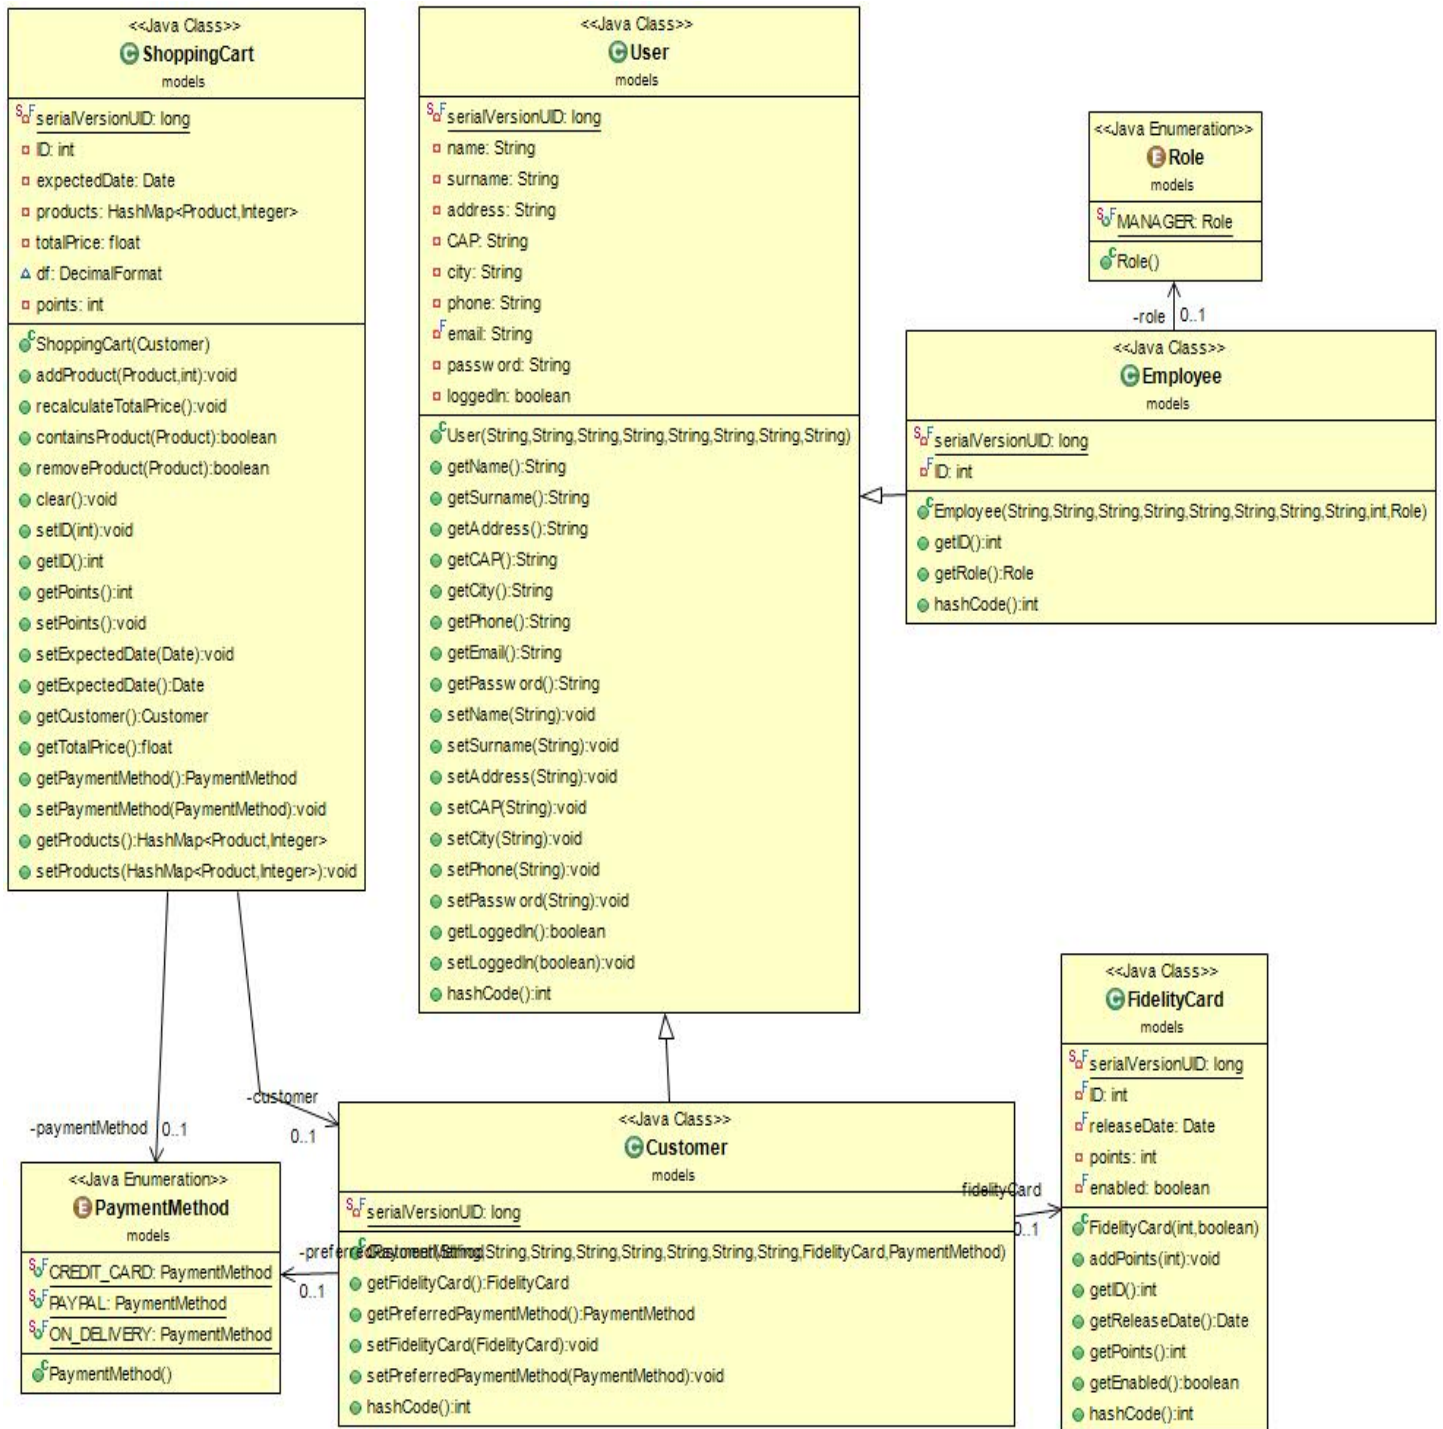 <<Java Class>>
ShoppingCart
models
serialVersionUID: long
ID: int
expectedDate: Date
products: HashMap<Product,Integer>
totalPrice: float
df: DecimalFormat
points: int
ShoppingCart(Customer)
addProduct(Product,int):void
recalculateTotalPrice():void
containsProduct(Product):boolean
removeProduct(Product):boolean
clear():void
setID(int):void
getID():int
getPoints():int
setPoints():void
setExpectedDate(Date):void
getExpectedDate():Date
getCustomer():Customer
getTotalPrice():float
getPaymentMethod():PaymentMethod
setPaymentMethod(PaymentMethod):void
getProducts():HashMap<Product,Integer>
setProducts(HashMap<Product,Integer>):void
<<Java Class>>
User
models
serialVersionUID: long
name: String
surname: String
address: String
CAP: String
city: String
phone: String
email: String
password: String
loggedIn: boolean
User(String,String,String,String,String,String,String,String)
getName():String
getSurname():String
getAddress():String
getCAP():String
getCity():String
getPhone():String
getEmail():String
getPassword():String
setName(String):void
setSurname(String):void
setAddress(String):void
setCAP(String):void
setCity(String):void
setPhone(String):void
setPassword(String):void
getLoggedIn():boolean
setLoggedIn(boolean):void
hashCode():int
<<Java Enumeration>>
Role
models
MANAGER: Role
Role()
-role 0..1
<<Java Class>>
Employee
models
serialVersionUID: long
ID: int
Employee(String,String,String,String,String,String,String,String,int,Role)
getID():int
getRole():Role
hashCode():int
-customer
0..1
-paymentMethod 0..1
<<Java Enumeration>>
PaymentMethod
models
CREDIT_CARD: PaymentMethod
PAYPAL: PaymentMethod
ON_DELIVERY: PaymentMethod
PaymentMethod()
<<Java Class>>
Customer
models
serialVersionUID: long
-preferredPaymentMethod
0..1
Customer(String,String,String,String,String,String,String,String,FidelityCard,PaymentMethod)
getFidelityCard():FidelityCard
getPreferredPaymentMethod():PaymentMethod
setFidelityCard(FidelityCard):void
setPreferredPaymentMethod(PaymentMethod):void
hashCode():int
fidelityCard
0..1
<<Java Class>>
FidelityCard
models
serialVersionUID: long
ID: int
releaseDate: Date
points: int
enabled: boolean
FidelityCard(int,boolean)
addPoints(int):void
getID():int
getReleaseDate():Date
getPoints():int
getEnabled():boolean
hashCode():int